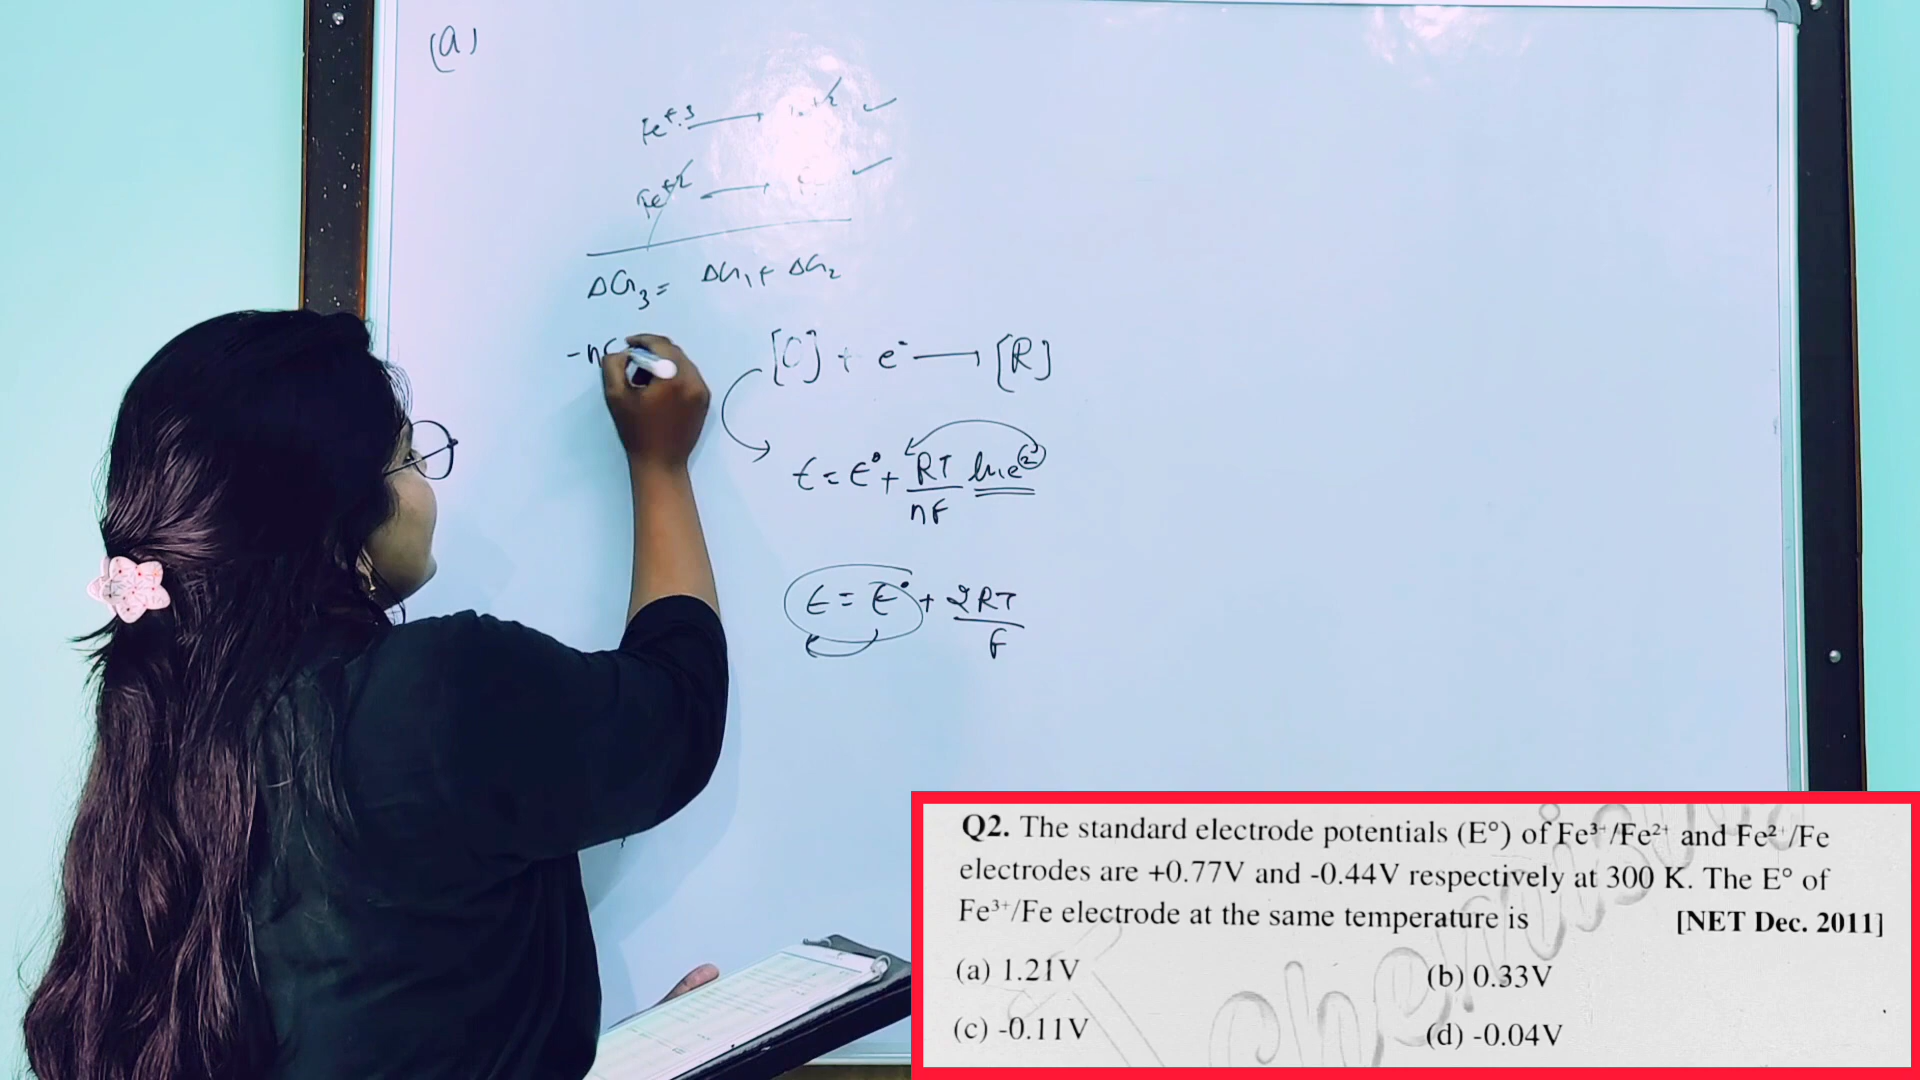 (a)
Fe⁺³ ⟶ ⁺² ✓
Fe⁺² ⟶ ✓
ΔG₃ = ΔG₁ + ΔG₂
-n
[O] + e⁻ ⟶ [R]
E = E° + RT/nF ln e²
E = E° + 2RT/F
Q2. The standard electrode potentials (E°) of Fe³⁺/Fe²⁺ and Fe²⁺/Fe
electrodes are +0.77V and -0.44V respectively at 300 K. The E° of
Fe³⁺/Fe electrode at the same temperature is [NET Dec. 2011]
(a) 1.21V (b) 0.33V
(c) -0.11V (d) -0.04V